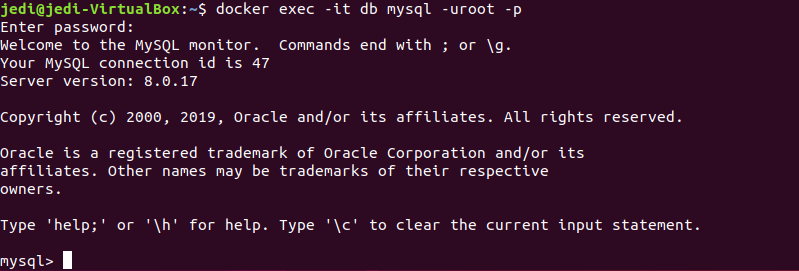 jedi@jedi-VirtualBox:~$ docker exec -it db mysql -uroot -p
Enter password:
Welcome to the MySQL monitor.  Commands end with ; or \g.
Your MySQL connection id is 47
Server version: 8.0.17
Copyright (c) 2000, 2019, Oracle and/or its affiliates. All rights reserved.
Oracle is a registered trademark of Oracle Corporation and/or its
affiliates. Other names may be trademarks of their respective
owners.
Type 'help;' or '\h' for help. Type '\c' to clear the current input statement.
mysql>